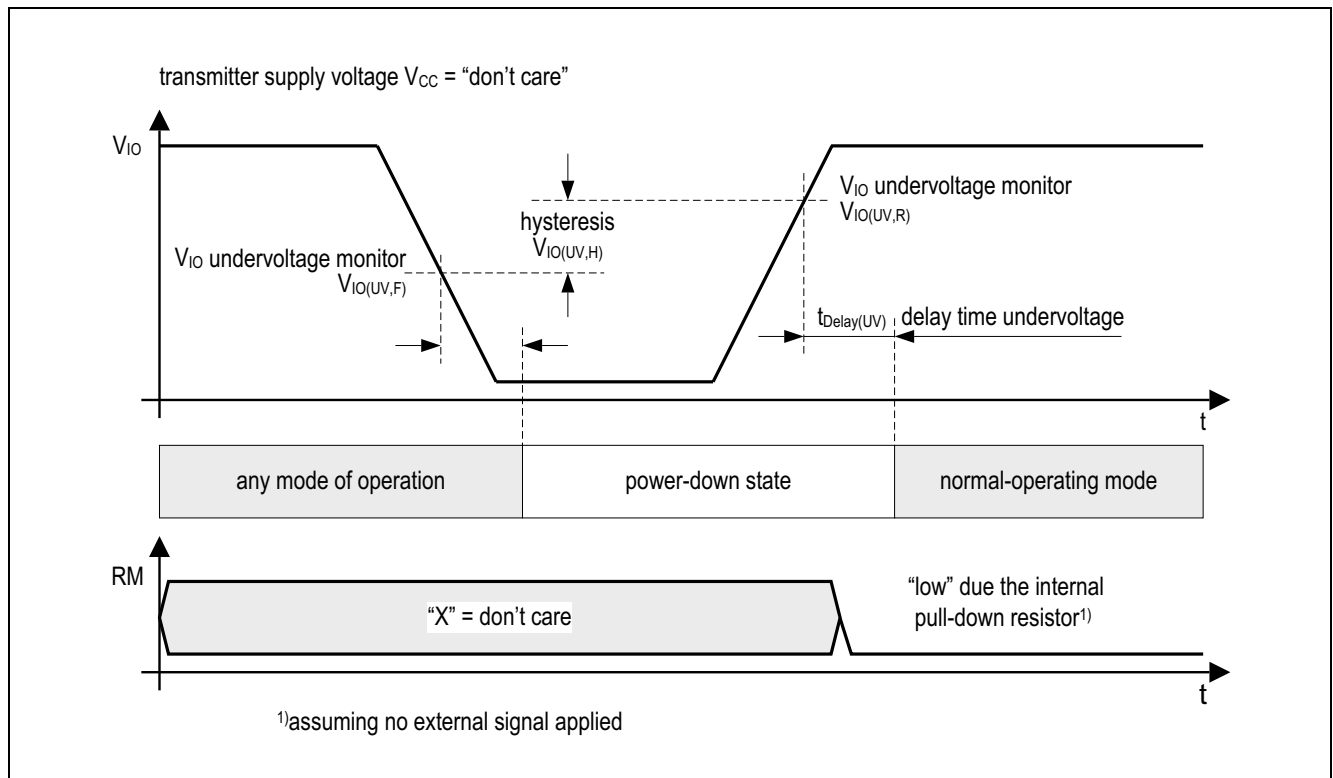 transmitter supply voltage VCC = “don’t care”
VIO
VIO undervoltage monitor
VIO(UV,R)
hysteresis
VIO(UV,H)
VIO undervoltage monitor
VIO(UV,F)
tDelay(UV) delay time undervoltage
t
any mode of operation
power-down state
normal-operating mode
RM
“X” = don’t care
“low” due the internal
pull-down resistor1)
t
1)assuming no external signal applied